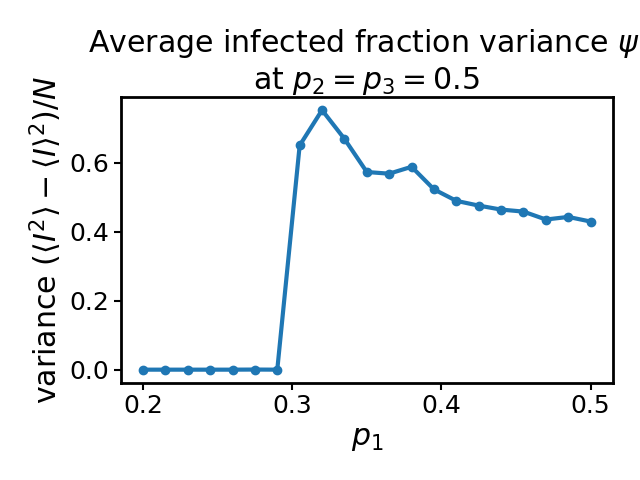 Average infected fraction variance ψ
at p₂ = p₃ = 0.5
variance (⟨I²⟩ − ⟨I⟩²)/N
0.6
0.4
0.2
0.0
0.2 0.3 0.4 0.5
p₁